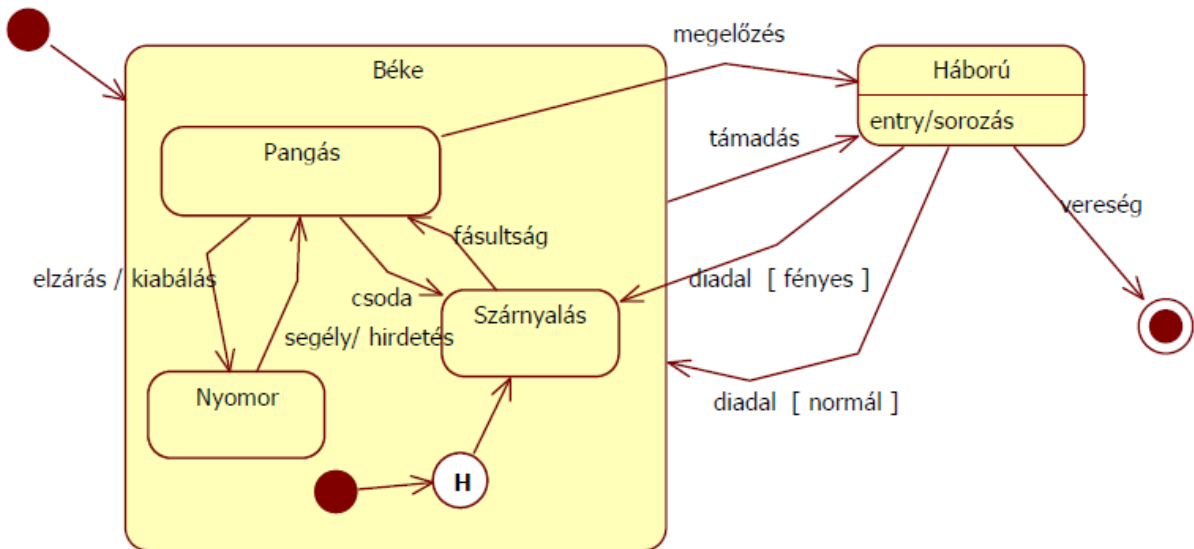 megelőzés
Béke
Háború
entry/sorozás
Pangás
támadás
vereség
fásultság
elzárás / kiabálás
diadal [ fényes ]
csoda
Szárnyalás
segély/ hirdetés
Nyomor
diadal [ normál ]
H